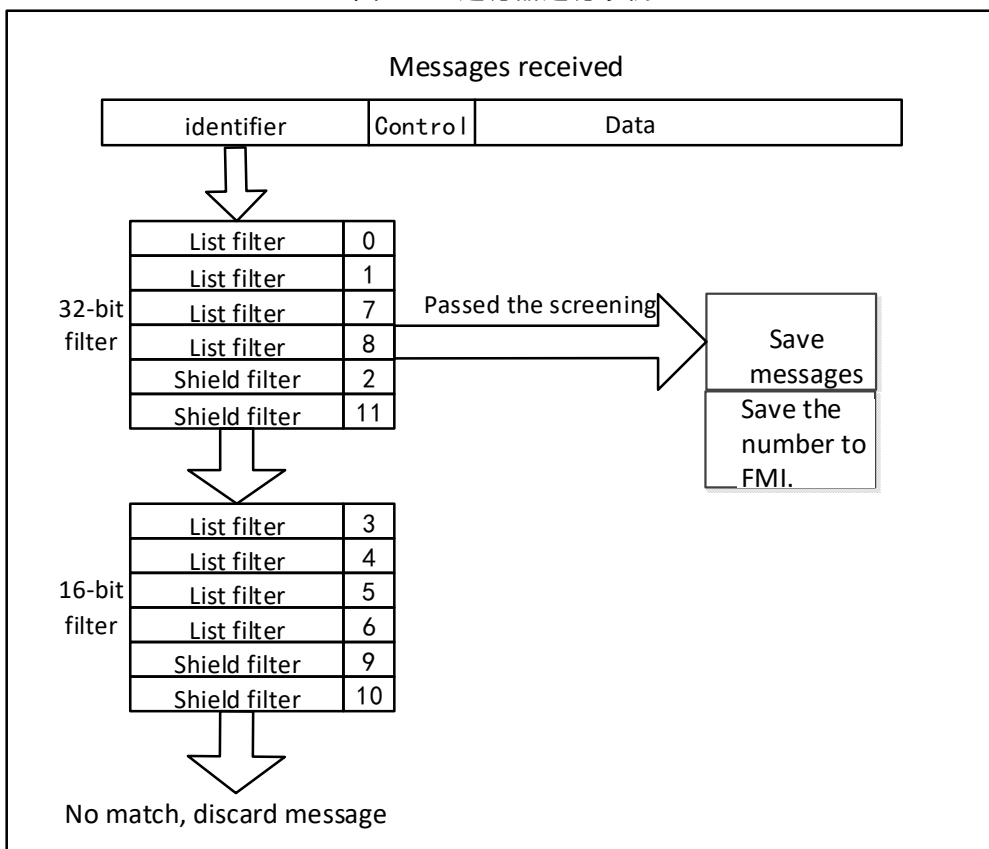 Messages received
identifier Control Data
List filter 0
List filter 1
32-bit filter
List filter 7
List filter 8
Shield filter 2
Shield filter 11
Passed the screening
Save messages
Save the number to FMI.
List filter 3
List filter 4
16-bit filter
List filter 5
List filter 6
Shield filter 9
Shield filter 10
No match, discard message